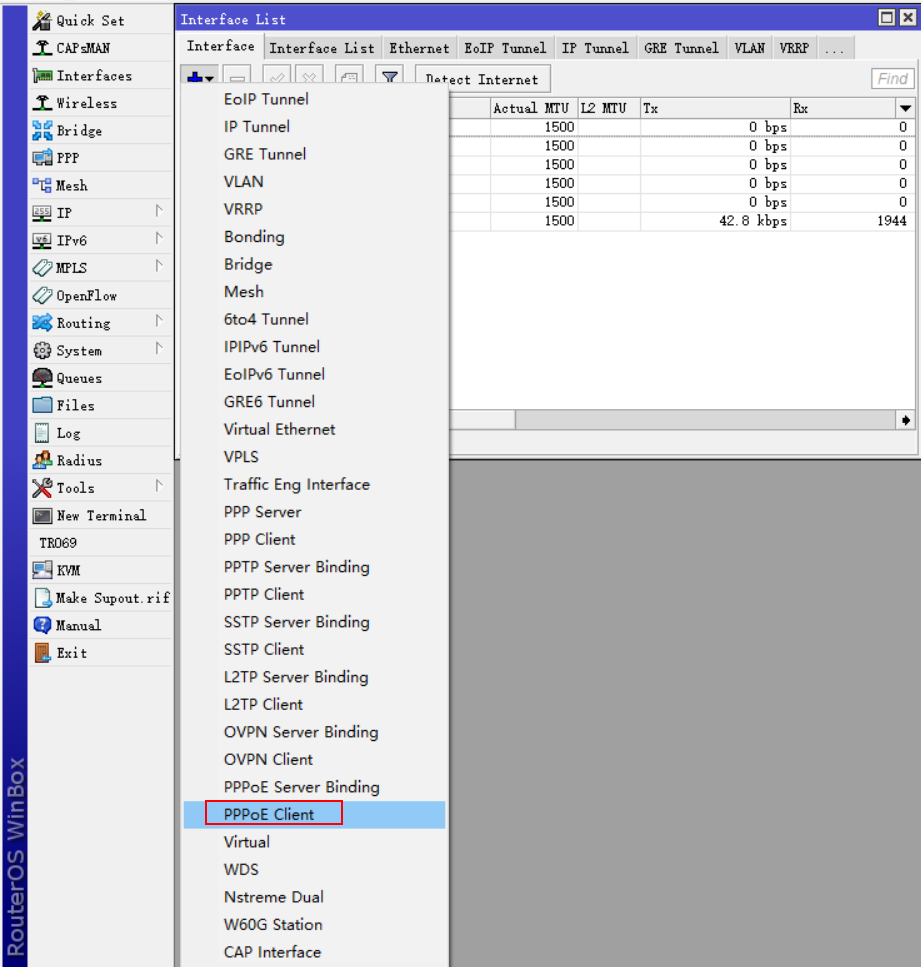 Quick Set
CAPsMAN
Interfaces
Wireless
Bridge
PPP
Mesh
IP
IPv6
MPLS
OpenFlow
Routing
System
Queues
Files
Log
Radius
Tools
New Terminal
TR069
KVM
Make Supout.rif
Manual
Exit
RouterOS WinBox
Interface List
Interface Interface List Ethernet EoIP Tunnel IP Tunnel GRE Tunnel VLAN VRRP ...
Detect Internet Find
Actual MTU L2 MTU Tx Rx
1500 0 bps 0
1500 0 bps 0
1500 0 bps 0
1500 0 bps 0
1500 0 bps 0
1500 42.8 kbps 1944
EoIP Tunnel
IP Tunnel
GRE Tunnel
VLAN
VRRP
Bonding
Bridge
Mesh
6to4 Tunnel
IPIPv6 Tunnel
EoIPv6 Tunnel
GRE6 Tunnel
Virtual Ethernet
VPLS
Traffic Eng Interface
PPP Server
PPP Client
PPTP Server Binding
PPTP Client
SSTP Server Binding
SSTP Client
L2TP Server Binding
L2TP Client
OVPN Server Binding
OVPN Client
PPPoE Server Binding
PPPoE Client
Virtual
WDS
Nstreme Dual
W60G Station
CAP Interface